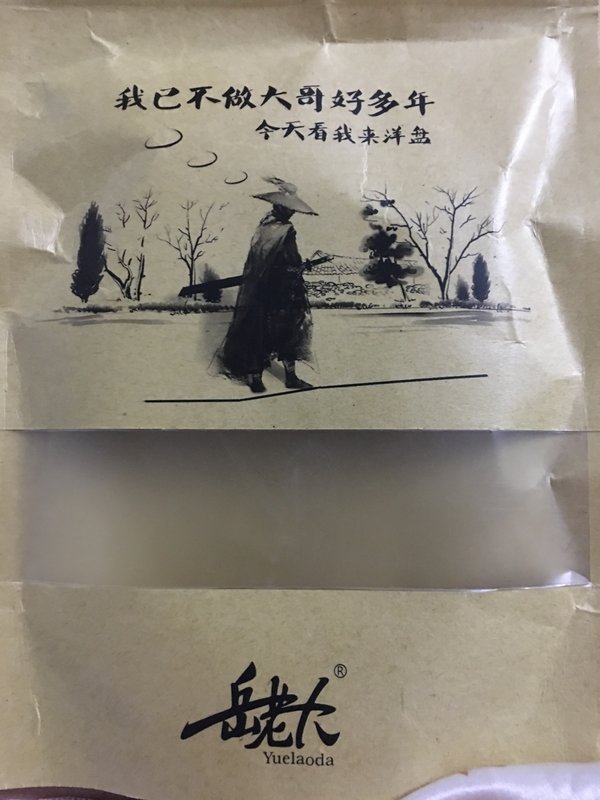 我已不做大哥好多年
今天看我来洋盘
岳老大
®
Yuelaoda